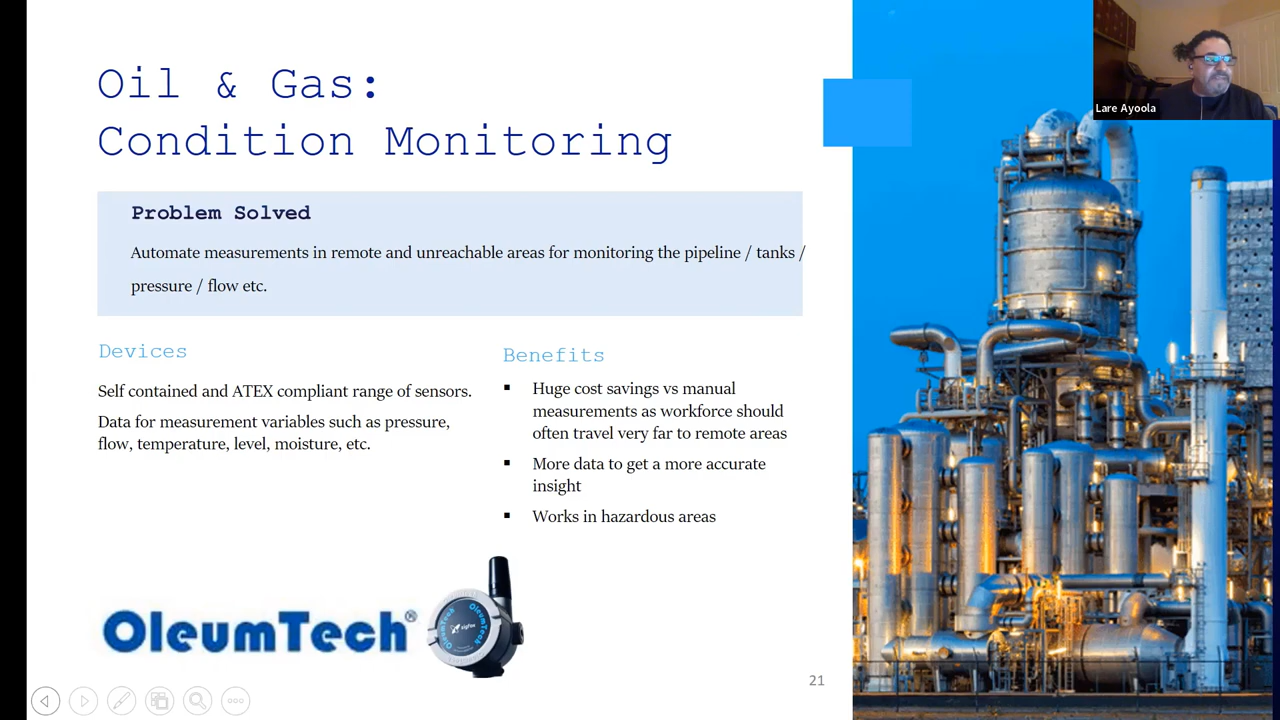 Oil & Gas:
Condition Monitoring
Lare Ayoola
Problem Solved
Automate measurements in remote and unreachable areas for monitoring the pipeline / tanks /
pressure / flow etc.
Devices
Self contained and ATEX compliant range of sensors.
Data for measurement variables such as pressure,
flow, temperature, level, moisture, etc.
Benefits
▪ Huge cost savings vs manual
measurements as workforce should
often travel very far to remote areas
▪ More data to get a more accurate
insight
▪ Works in hazardous areas
OleumTech®
OleumTech
sigfox
OleumTech
21